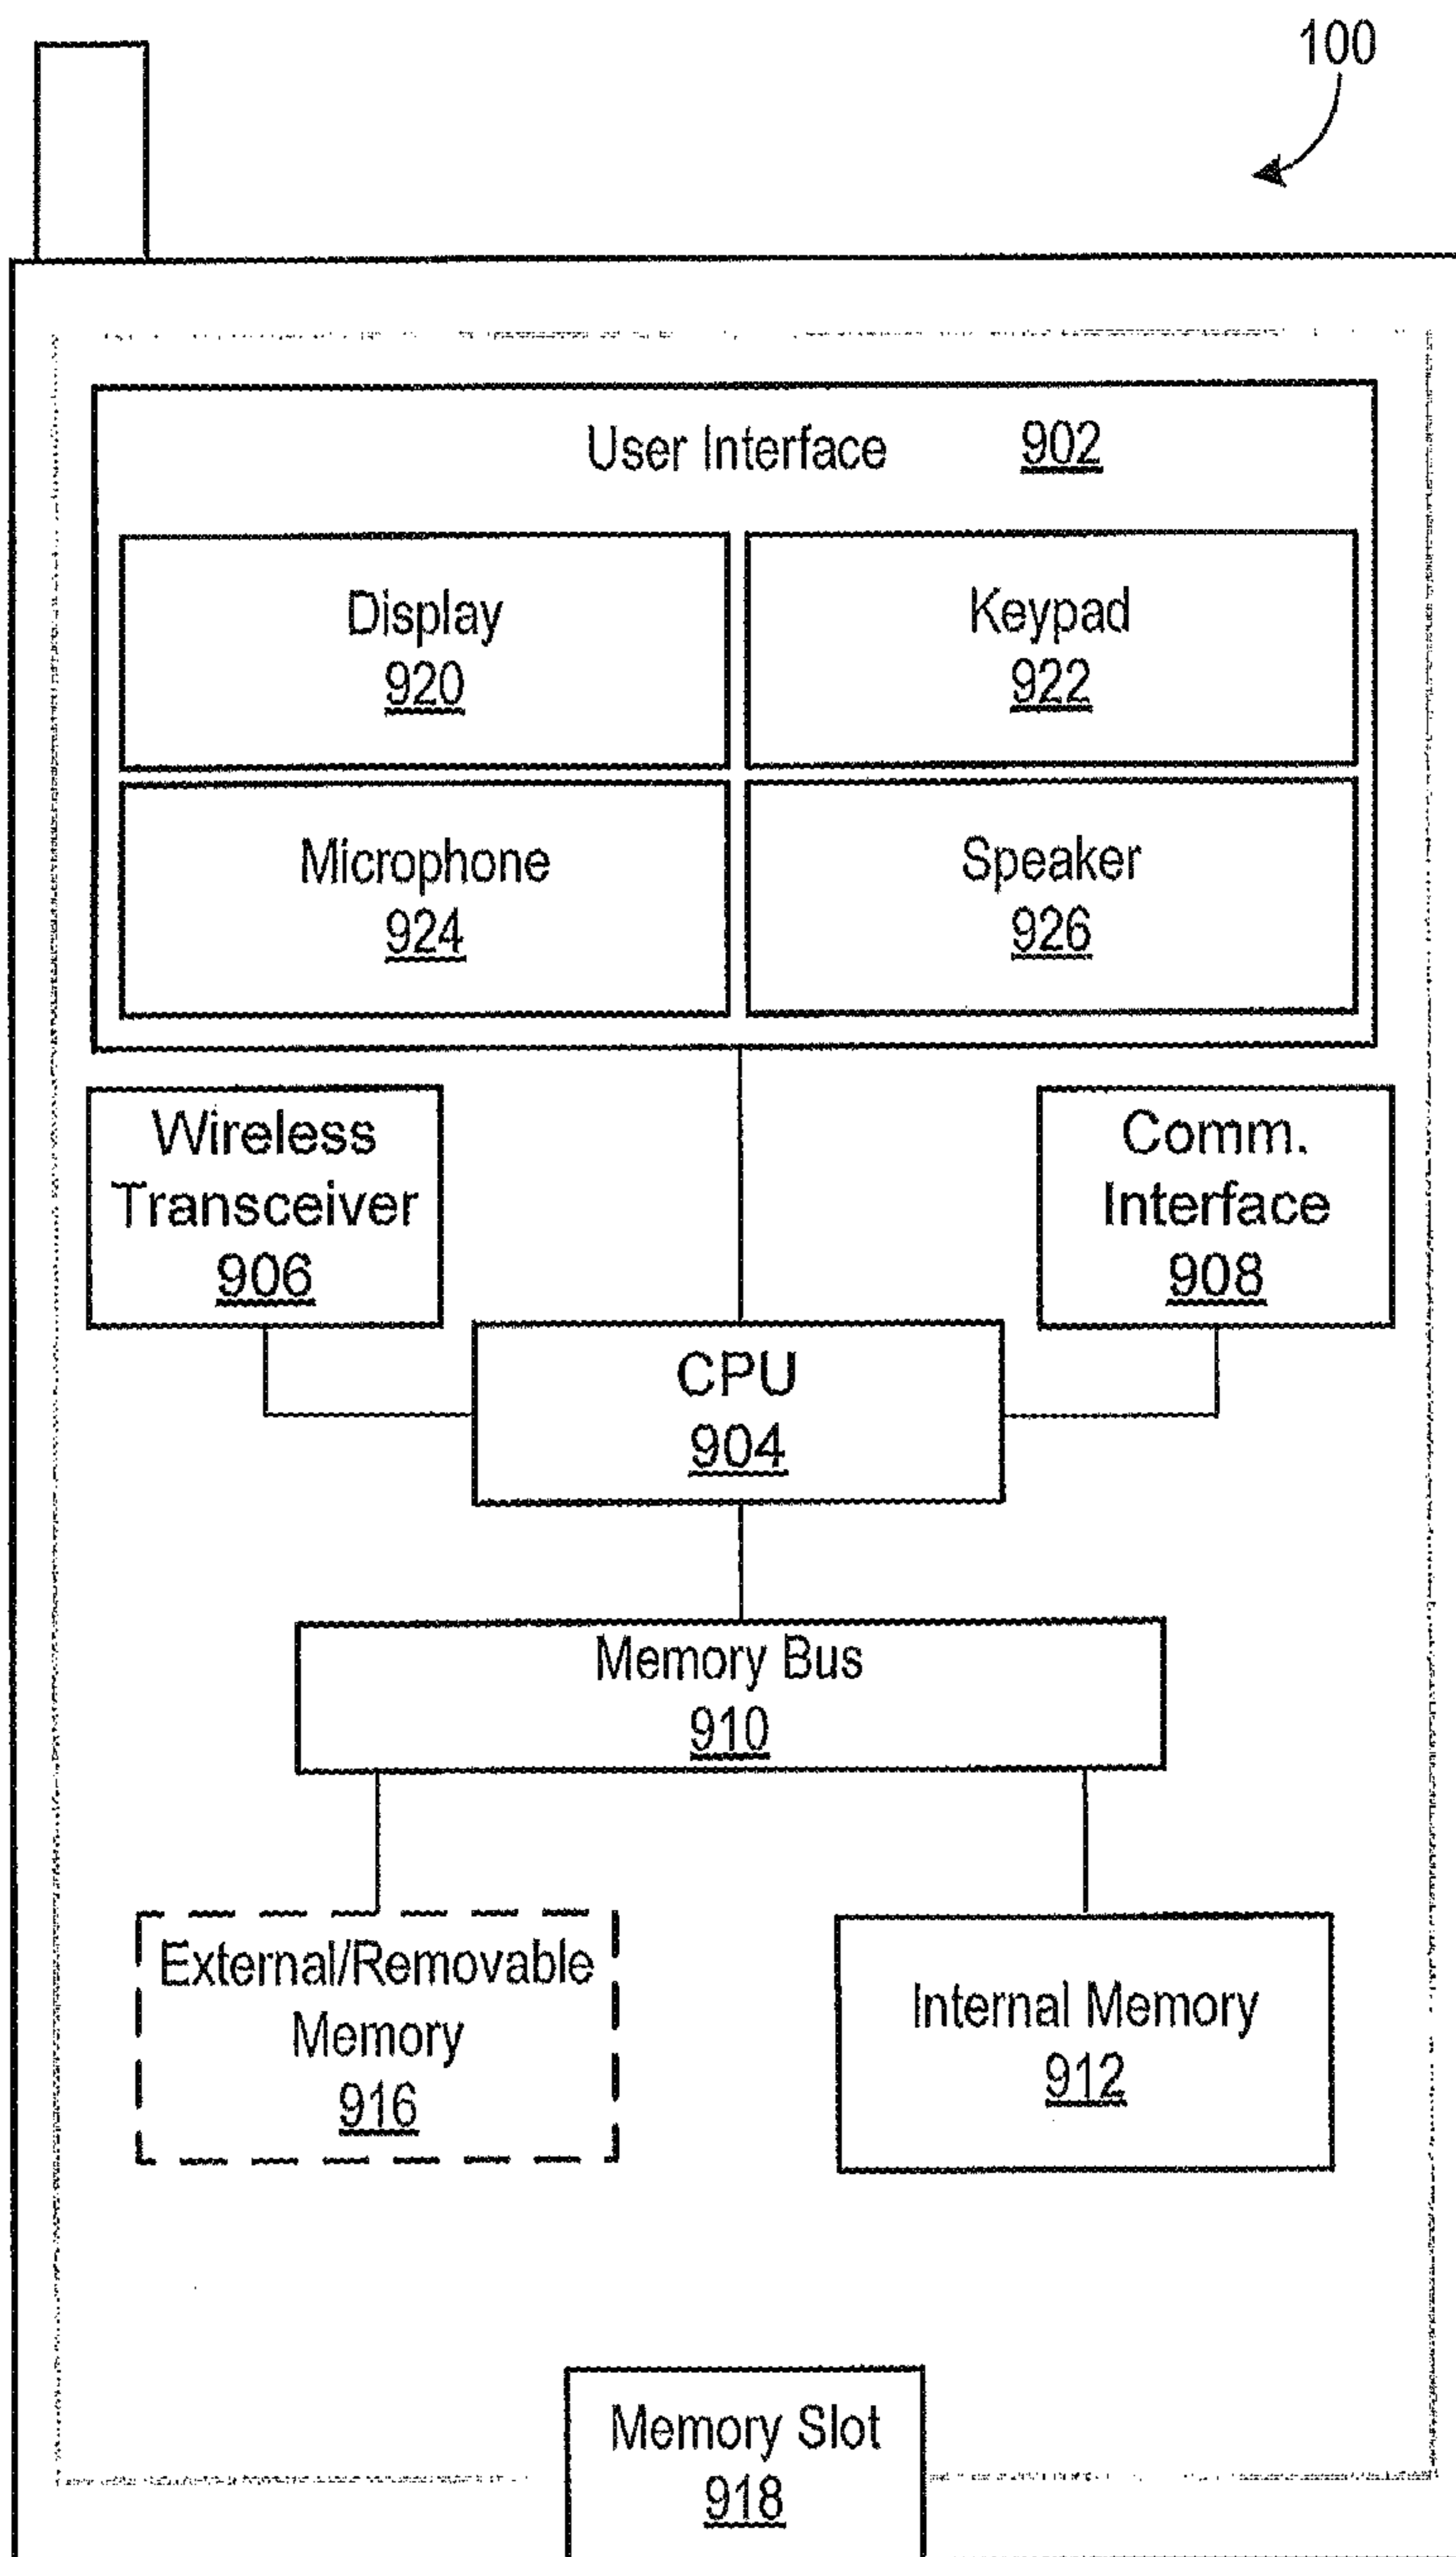 100
User Interface 902
Display
920
Keypad
922
Microphone
924
Speaker
926
Wireless
Transceiver
906
Comm.
Interface
908
CPU
904
Memory Bus
910
External/Removable
Memory
916
Internal Memory
912
Memory Slot
918